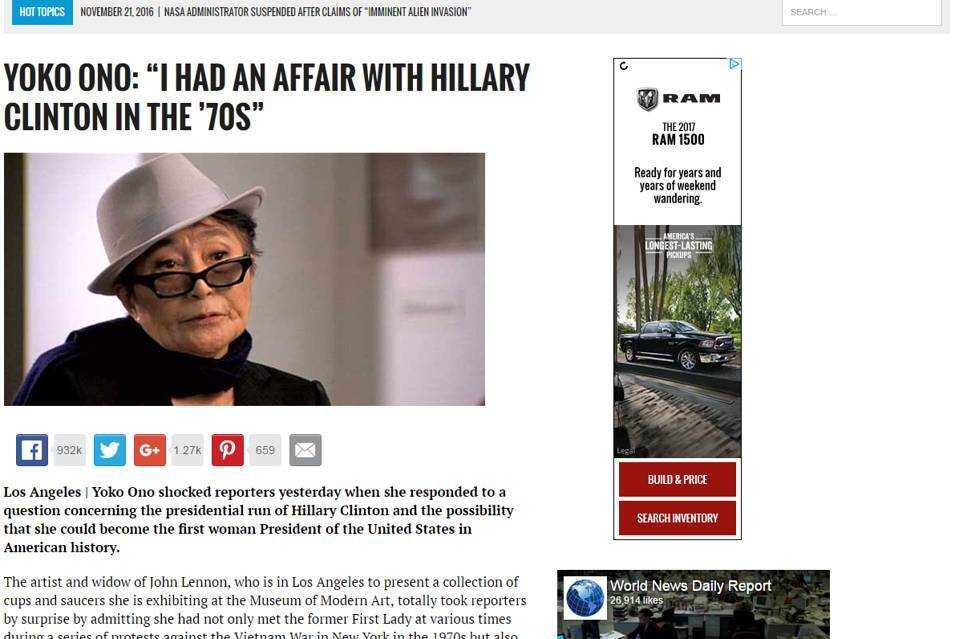 HOT TOPICS NOVEMBER 21, 2016 | NASA ADMINISTRATOR SUSPENDED AFTER CLAIMS OF “IMMINENT ALIEN INVASION”
SEARCH …
YOKO ONO: “I HAD AN AFFAIR WITH HILLARY
CLINTON IN THE ’70S”
932k
G+
1.27k
659
Los Angeles | Yoko Ono shocked reporters yesterday when she responded to a
question concerning the presidential run of Hillary Clinton and the possibility
that she could become the first woman President of the United States in
American history.
The artist and widow of John Lennon, who is in Los Angeles to present a collection of
cups and saucers she is exhibiting at the Museum of Modern Art, totally took reporters
by surprise by admitting she had not only met the former First Lady at various times
during a series of protests against the Vietnam War in New York in the 1970s but also
RAM
THE 2017
RAM 1500
Ready for years and
years of weekend
wandering.
AMERICA'S
LONGEST-LASTING
PICKUPS
Legal
BUILD & PRICE
SEARCH INVENTORY
World News Daily Report
26,914 likes